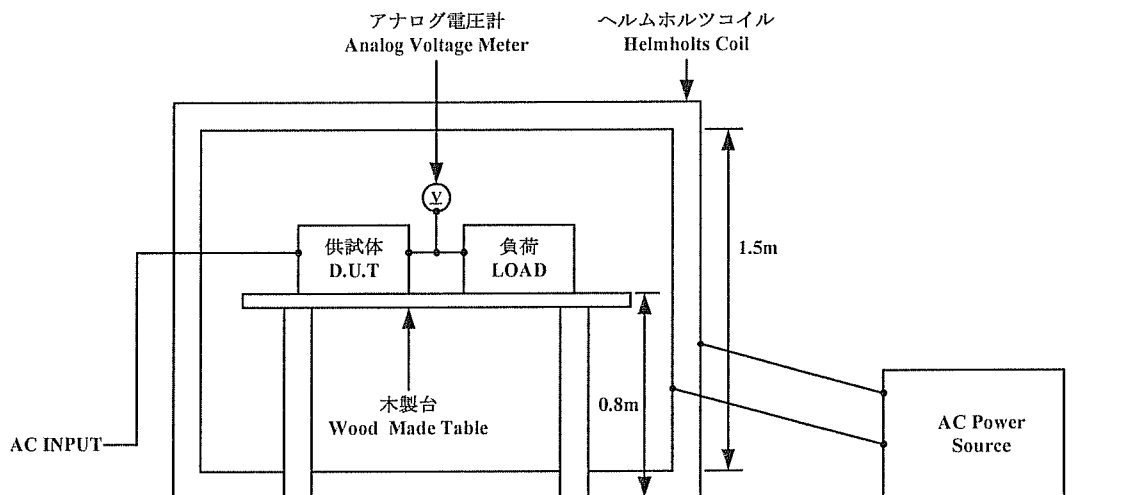 アナログ電圧計
Analog Voltage Meter
ヘルムホルツコイル
Helmholts Coil
V
供試体
D.U.T
負荷
LOAD
1.5m
木製台
Wood Made Table
0.8m
AC INPUT
AC Power
Source